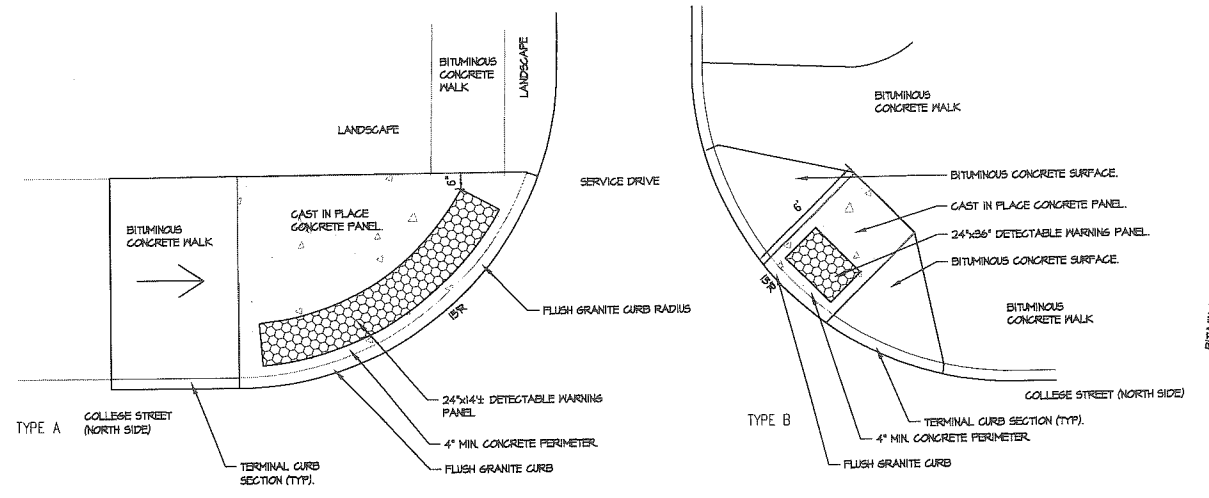 BITUMINOUS
CONCRETE
WALK
LANDSCAPE
LANDSCAPE
6"
CAST IN PLACE
CONCRETE PANEL.
BITUMINOUS
CONCRETE WALK
SERVICE DRIVE
15'R
FLUSH GRANITE CURB RADIUS
24"x14'± DETECTABLE WARNING
PANEL
4" MIN. CONCRETE PERIMETER
FLUSH GRANITE CURB
TERMINAL CURB
SECTION (TYP).
TYPE A
COLLEGE STREET
(NORTH SIDE)
BITUMINOUS
CONCRETE WALK
BITUMINOUS CONCRETE SURFACE.
CAST IN PLACE CONCRETE PANEL.
24"x36" DETECTABLE WARNING PANEL.
BITUMINOUS CONCRETE SURFACE.
6'
15'R
BITUMINOUS
CONCRETE WALK
COLLEGE STREET (NORTH SIDE)
TERMINAL CURB SECTION (TYP).
4" MIN. CONCRETE PERIMETER
FLUSH GRANITE CURB
TYPE B